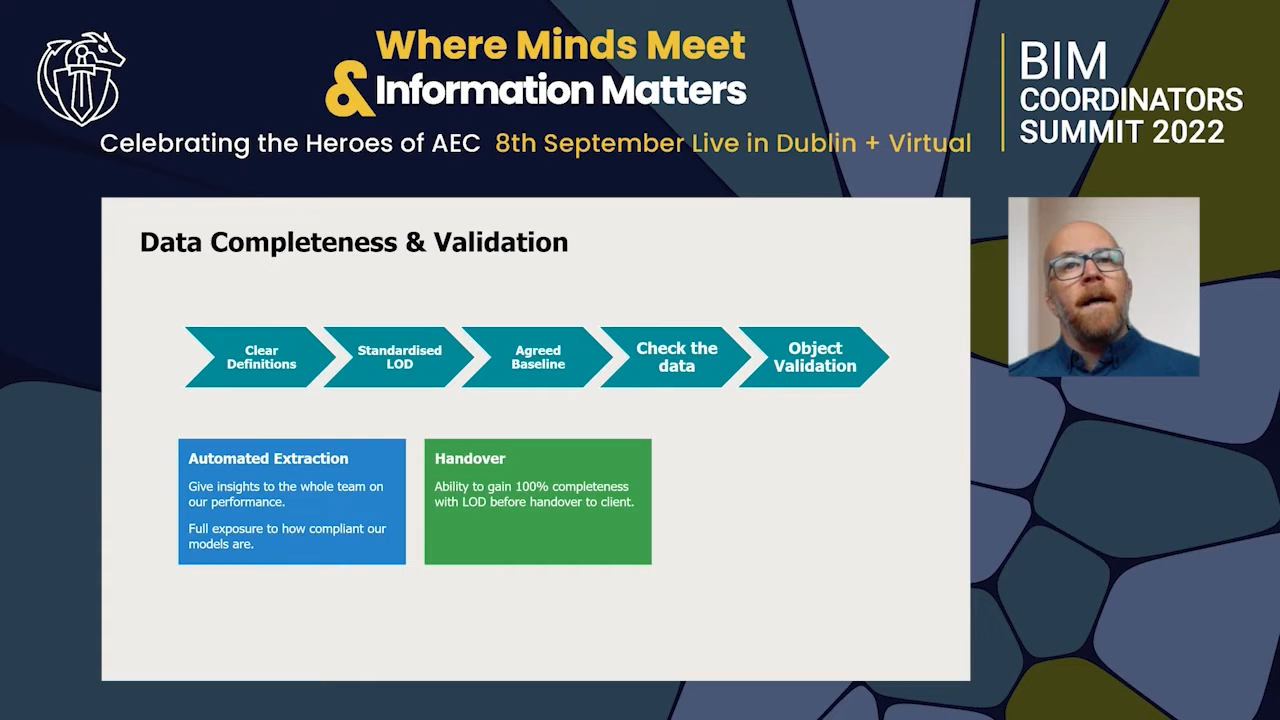 Where Minds Meet
& Information Matters
Celebrating the Heroes of AEC 8th September Live in Dublin + Virtual
BIM
COORDINATORS
SUMMIT 2022
Data Completeness & Validation
Clear
Definitions
Standardised
LOD
Agreed
Baseline
Check the
data
Object
Validation
Automated Extraction
Give insights to the whole team on
our performance.
Full exposure to how compliant our
models are.
Handover
Ability to gain 100% completeness
with LOD before handover to client.